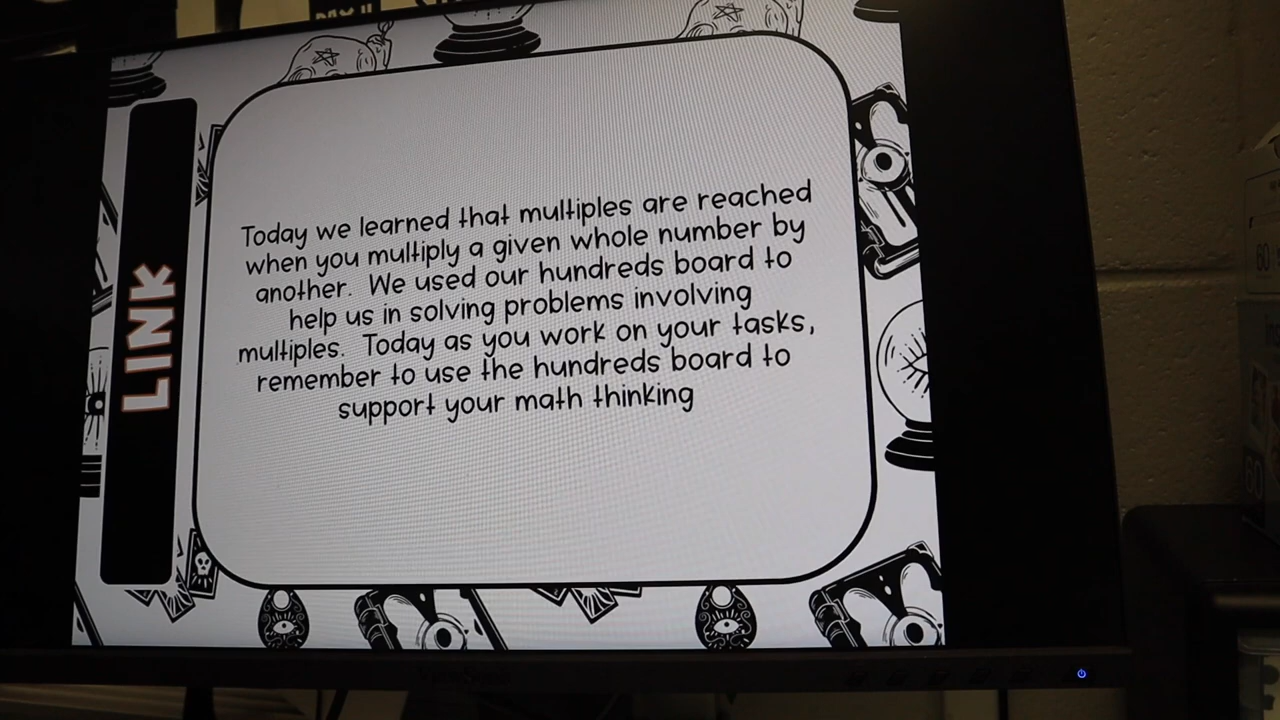 LINK
Today we learned that multiples are reached
when you multiply a given whole number by
another. We used our hundreds board to
help us in solving problems involving
multiples. Today as you work on your tasks,
remember to use the hundreds board to
support your math thinking
60
60